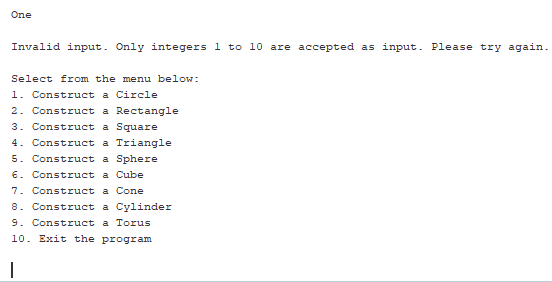 One
Invalid input. Only integers 1 to 10 are accepted as input. Please try again.
Select from the menu below:
1. Construct a Circle
2. Construct a Rectangle
3. Construct a Square
4. Construct a Triangle
5. Construct a Sphere
6. Construct a Cube
7. Construct a Cone
8. Construct a Cylinder
9. Construct a Torus
10. Exit the program